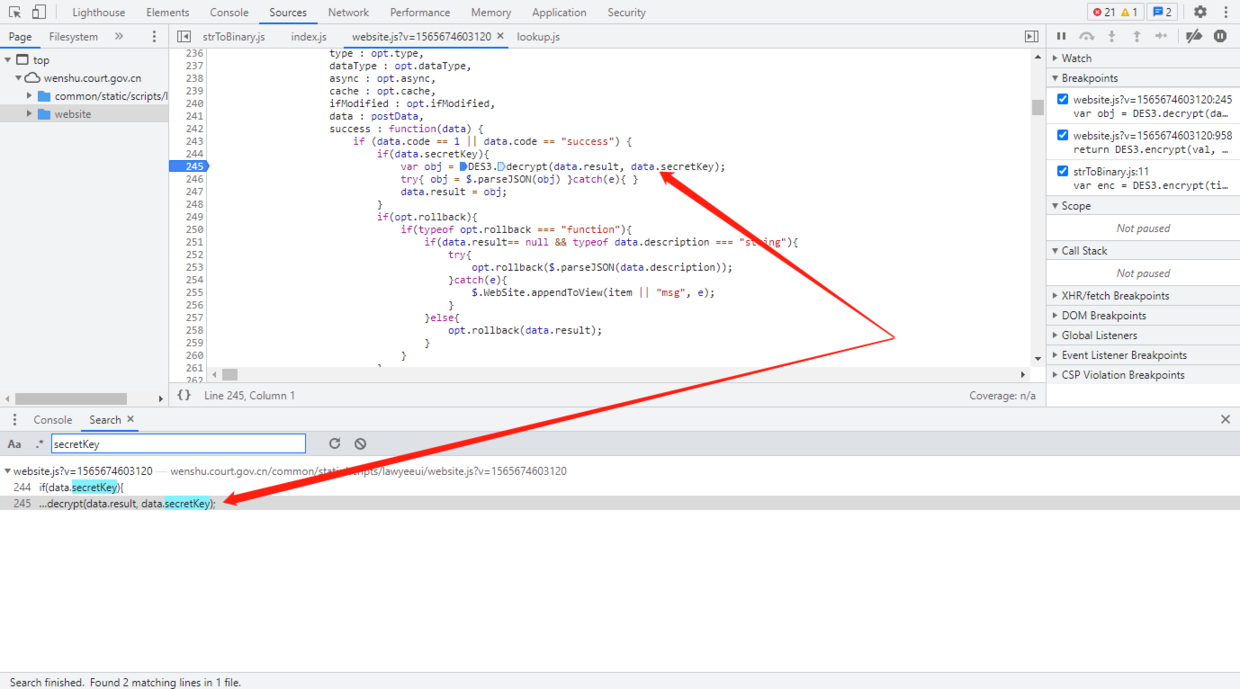 Lighthouse Elements Console Sources Network Performance Memory Application Security 21 1 2
Page Filesystem » strToBinary.js index.js website.js?v=1565674603120 × lookup.js
top
wenshu.court.gov.cn
common/static/scripts/l
website
236 type : opt.type,
237 dataType : opt.dataType,
238 async : opt.async,
239 cache : opt.cache,
240 ifModified : opt.ifModified,
241 data : postData,
242 success : function(data) {
243 if (data.code == 1 || data.code == "success") {
244 if(data.secretKey){
245 var obj = DES3.decrypt(data.result, data.secretKey);
246 try{ obj = $.parseJSON(obj) }catch(e){ }
247 data.result = obj;
248 }
249 if(opt.rollback){
250 if(typeof opt.rollback === "function"){
251 if(data.result== null && typeof data.description === "string"){
252 try{
253 opt.rollback($.parseJSON(data.description));
254 }catch(e){
255 $.WebSite.appendToView(item || "msg", e);
256 }
257 }else{
258 opt.rollback(data.result);
259 }
260 }
261
262
{} Line 245, Column 1 Coverage: n/a
Watch
Breakpoints
website.js?v=1565674603120:245
var obj = DES3.decrypt(da…
website.js?v=1565674603120:958
return DES3.encrypt(val, …
strToBinary.js:11
var enc = DES3.encrypt(ti…
Scope
Not paused
Call Stack
Not paused
XHR/fetch Breakpoints
DOM Breakpoints
Global Listeners
Event Listener Breakpoints
CSP Violation Breakpoints
Console Search ×
Aa .* secretKey
website.js?v=1565674603120 — wenshu.court.gov.cn/common/static/scripts/lawyeeui/website.js?v=1565674603120
244 if(data.secretKey){
245 …decrypt(data.result, data.secretKey);
Search finished. Found 2 matching lines in 1 file.